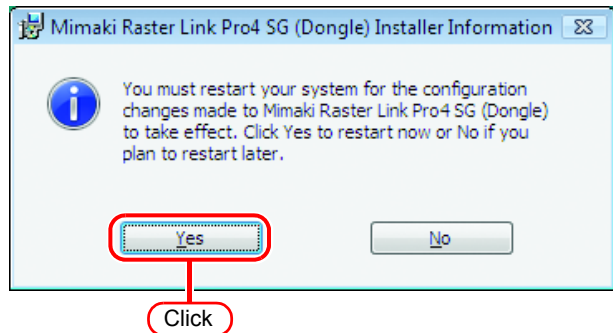 Mimaki Raster Link Pro4 SG (Dongle) Installer Information
You must restart your system for the configuration
changes made to Mimaki Raster Link Pro4 SG (Dongle)
to take effect. Click Yes to restart now or No if you
plan to restart later.
Yes
No
Click